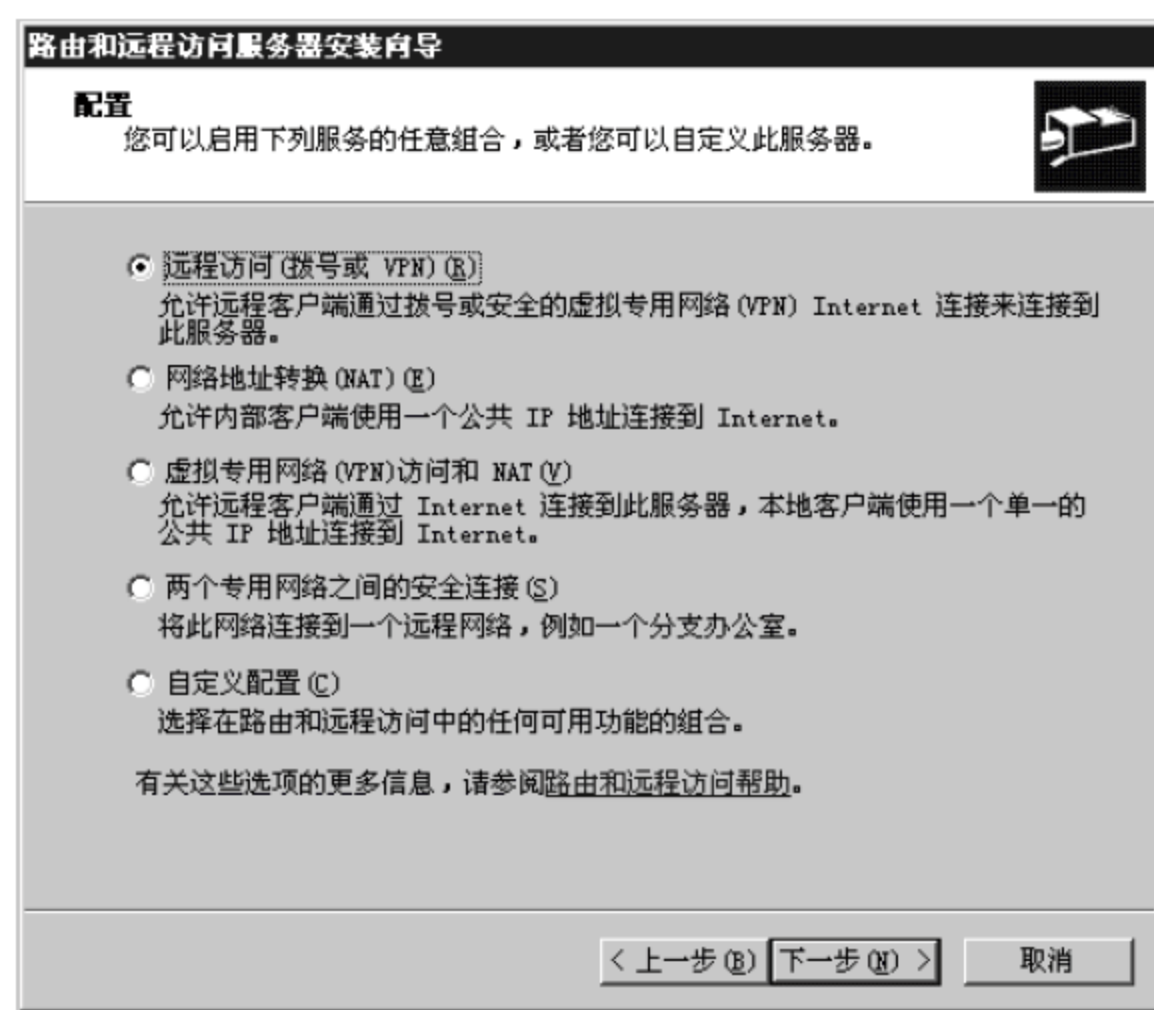 路由和远程访问服务器安装向导
配置
您可以启用下列服务的任意组合，或者您可以自定义此服务器。
远程访问(拨号或 VPN)(R)
允许远程客户端通过拨号或安全的虚拟专用网络(VPN) Internet 连接来连接到
此服务器。
网络地址转换(NAT)(E)
允许内部客户端使用一个公共 IP 地址连接到 Internet。
虚拟专用网络(VPN)访问和 NAT(V)
允许远程客户端通过 Internet 连接到此服务器，本地客户端使用一个单一的
公共 IP 地址连接到 Internet。
两个专用网络之间的安全连接(S)
将此网络连接到一个远程网络，例如一个分支办公室。
自定义配置(C)
选择在路由和远程访问中的任何可用功能的组合。
有关这些选项的更多信息，请参阅路由和远程访问帮助。
< 上一步(B) 下一步(N) > 取消